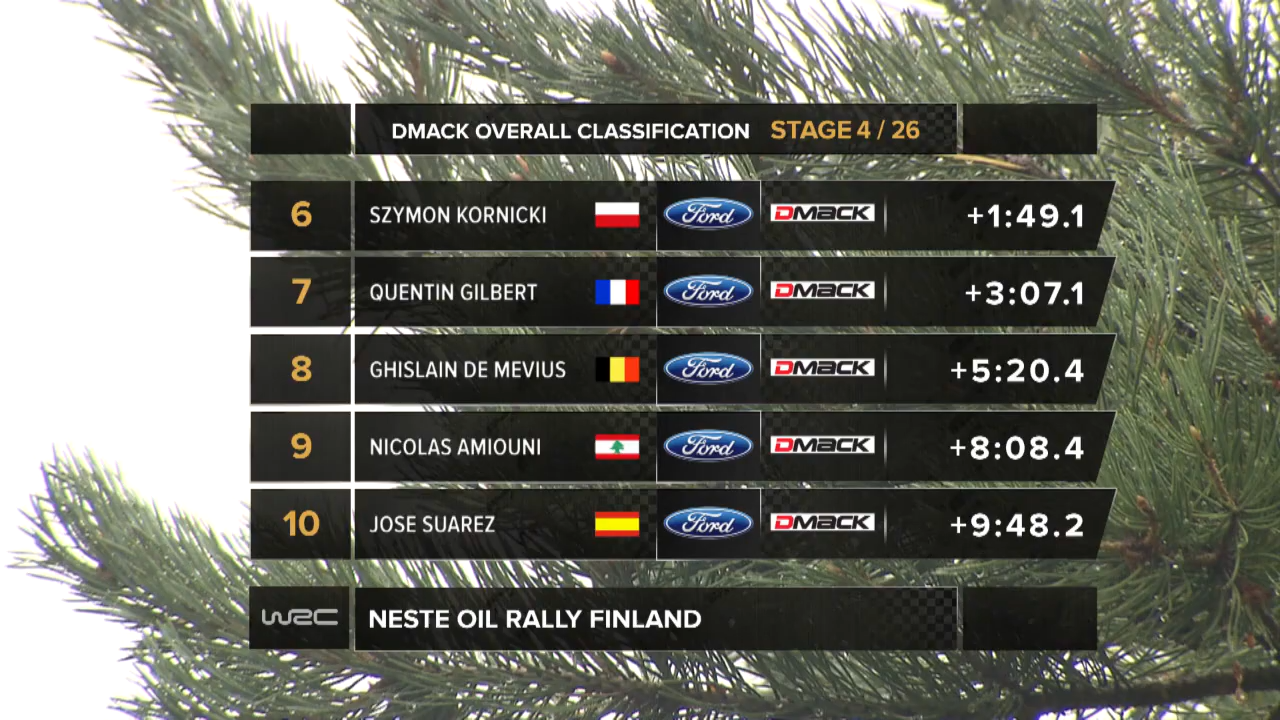 DMACK OVERALL CLASSIFICATION STAGE 4 / 26
6 SZYMON KORNICKI Ford DMACK +1:49.1
7 QUENTIN GILBERT Ford DMACK +3:07.1
8 GHISLAIN DE MEVIUS Ford DMACK +5:20.4
9 NICOLAS AMIOUNI Ford DMACK +8:08.4
10 JOSE SUAREZ Ford DMACK +9:48.2
WRC NESTE OIL RALLY FINLAND